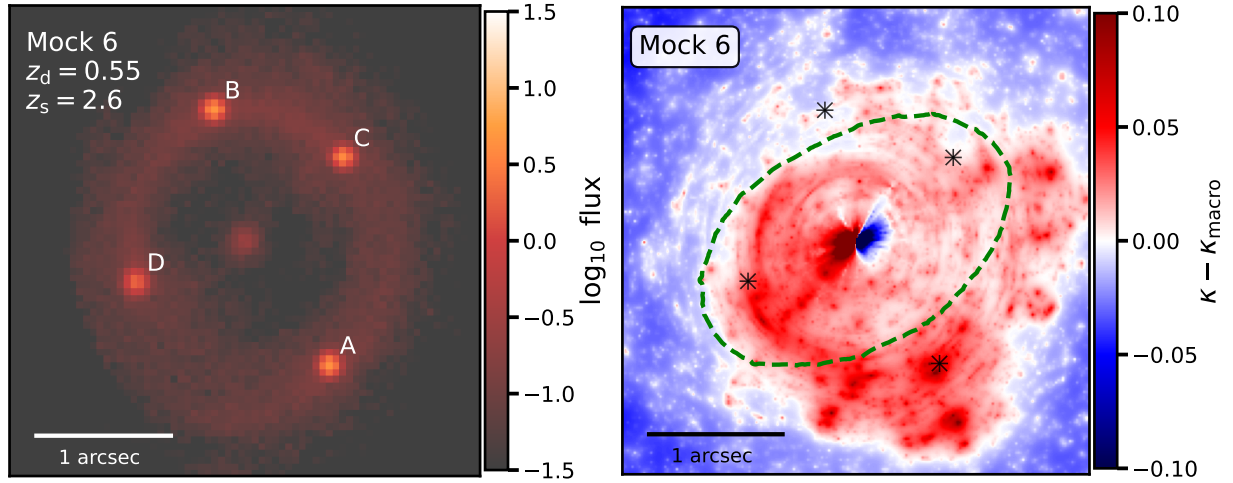 Mock 6
z_d = 0.55
z_s = 2.6
B
C
D
A
1 arcsec
1.5
1.0
0.5
0.0
−0.5
−1.0
−1.5
log₁₀ flux
Mock 6
1 arcsec
0.10
0.05
0.00
−0.05
−0.10
κ − κ_macro